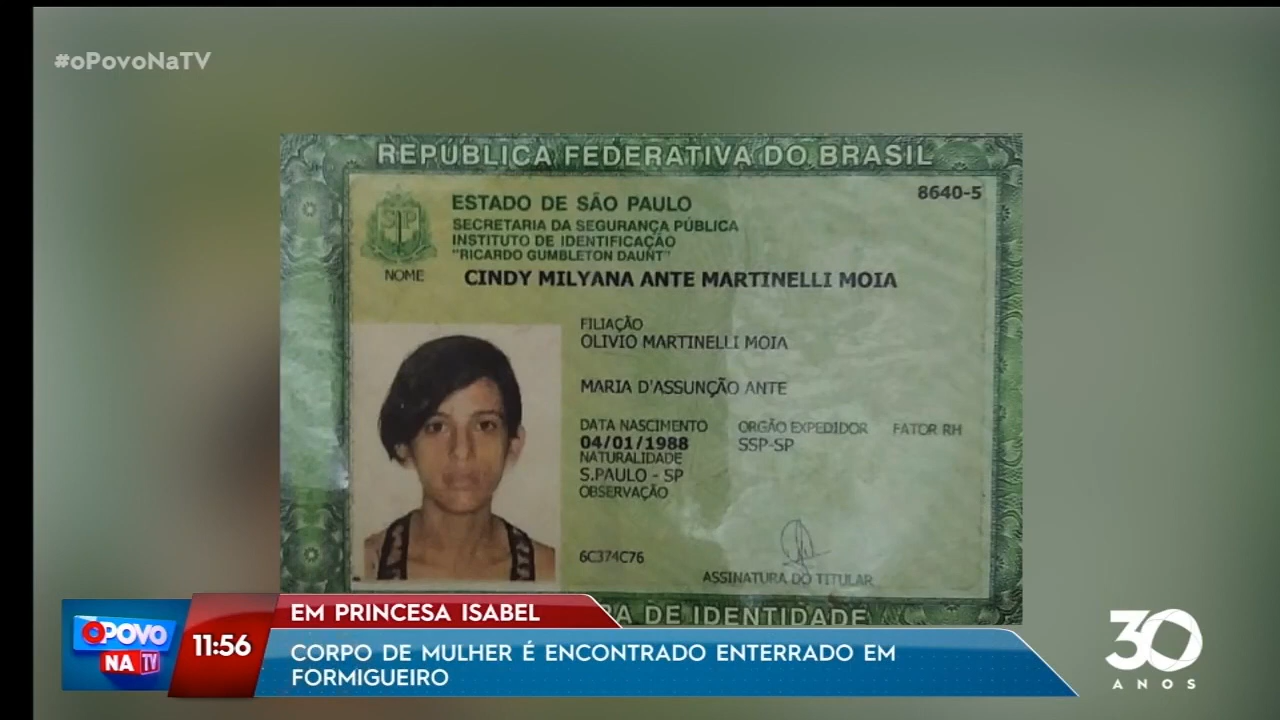 #oPovoNaTV
REPÚBLICA FEDERATIVA DO BRASIL
8640-5
ESTADO DE SÃO PAULO
SECRETARIA DA SEGURANÇA PÚBLICA
INSTITUTO DE IDENTIFICAÇÃO
"RICARDO GUMBLETON DAUNT"
NOME CINDY MILYANA ANTE MARTINELLI MOIA
FILIAÇÃO
OLIVIO MARTINELLI MOIA
MARIA D'ASSUNÇÃO ANTE
DATA NASCIMENTO ORGÃO EXPEDIDOR FATOR RH
04/01/1988 SSP-SP
NATURALIDADE
S.PAULO - SP
OBSERVAÇÃO
6C374C76
ASSINATURA DO TITULAR
DE IDENTIDADE
O POVO
NA TV
11:56
EM PRINCESA ISABEL
CORPO DE MULHER É ENCONTRADO ENTERRADO EM
FORMIGUEIRO
30
ANOS